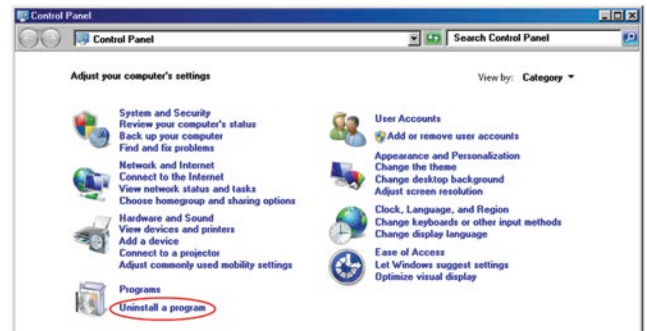 Control Panel
Control Panel
Search Control Panel
Adjust your computer's settings
View by: Category
System and Security
Review your computer's status
Back up your computer
Find and fix problems
Network and Internet
Connect to the Internet
View network status and tasks
Choose homegroup and sharing options
Hardware and Sound
View devices and printers
Add a device
Connect to a projector
Adjust commonly used mobility settings
Programs
Uninstall a program
User Accounts
Add or remove user accounts
Appearance and Personalization
Change the theme
Change desktop background
Adjust screen resolution
Clock, Language, and Region
Change keyboards or other input methods
Change display language
Ease of Access
Let Windows suggest settings
Optimize visual display